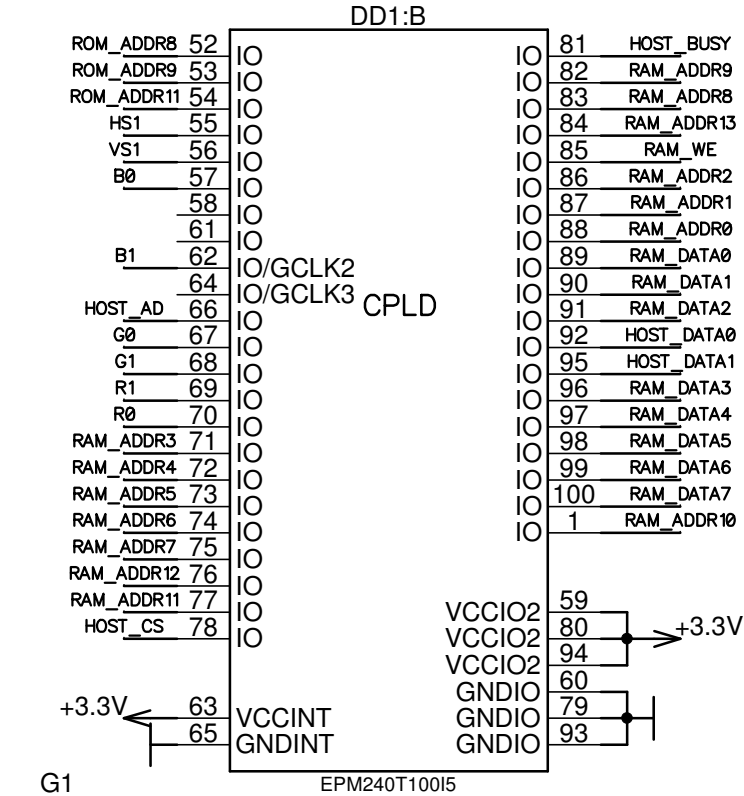 DD1:B
ROM_ADDR8 52 IO IO 81 HOST_BUSY
ROM_ADDR9 53 IO IO 82 RAM_ADDR9
ROM_ADDR11 54 IO IO 83 RAM_ADDR8
HS1 55 IO IO 84 RAM_ADDR13
VS1 56 IO IO 85 RAM_WE
B0 57 IO IO 86 RAM_ADDR2
58 IO IO 87 RAM_ADDR1
61 IO IO 88 RAM_ADDR0
B1 62 IO/GCLK2 IO 89 RAM_DATA0
64 IO/GCLK3 CPLD IO 90 RAM_DATA1
HOST_AD 66 IO IO 91 RAM_DATA2
G0 67 IO IO 92 HOST_DATA0
G1 68 IO IO 95 HOST_DATA1
R1 69 IO IO 96 RAM_DATA3
R0 70 IO IO 97 RAM_DATA4
RAM_ADDR3 71 IO IO 98 RAM_DATA5
RAM_ADDR4 72 IO IO 99 RAM_DATA6
RAM_ADDR5 73 IO IO 100 RAM_DATA7
RAM_ADDR6 74 IO IO 1 RAM_ADDR10
RAM_ADDR7 75 IO
RAM_ADDR12 76 IO
RAM_ADDR11 77 IO VCCIO2 59
HOST_CS 78 IO VCCIO2 80 +3.3V
VCCIO2 94
GNDIO 60
+3.3V 63 VCCINT GNDIO 79
65 GNDINT GNDIO 93
G1 EPM240T100I5